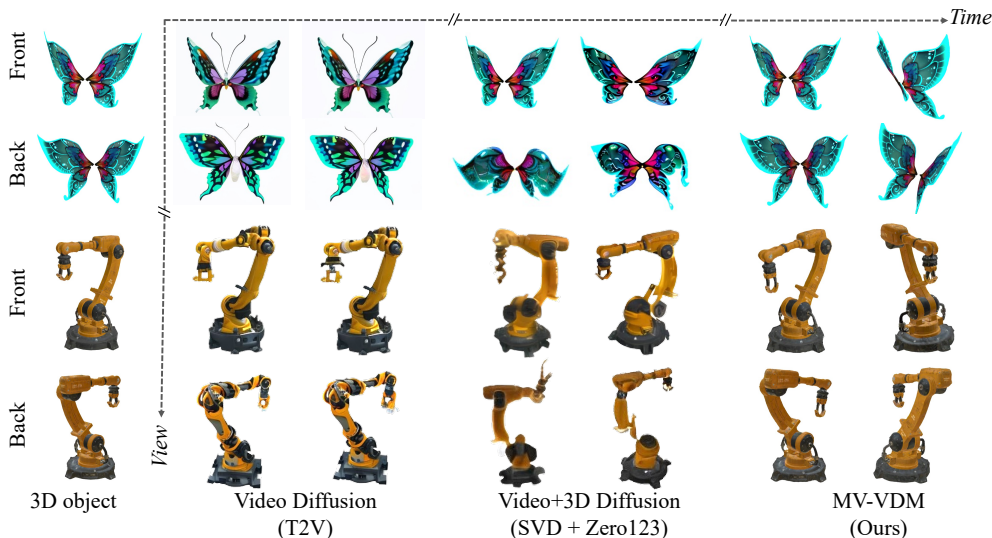 Time
Front
Back
Front
Back
View
3D object
Video Diffusion
(T2V)
Video+3D Diffusion
(SVD + Zero123)
MV-VDM
(Ours)